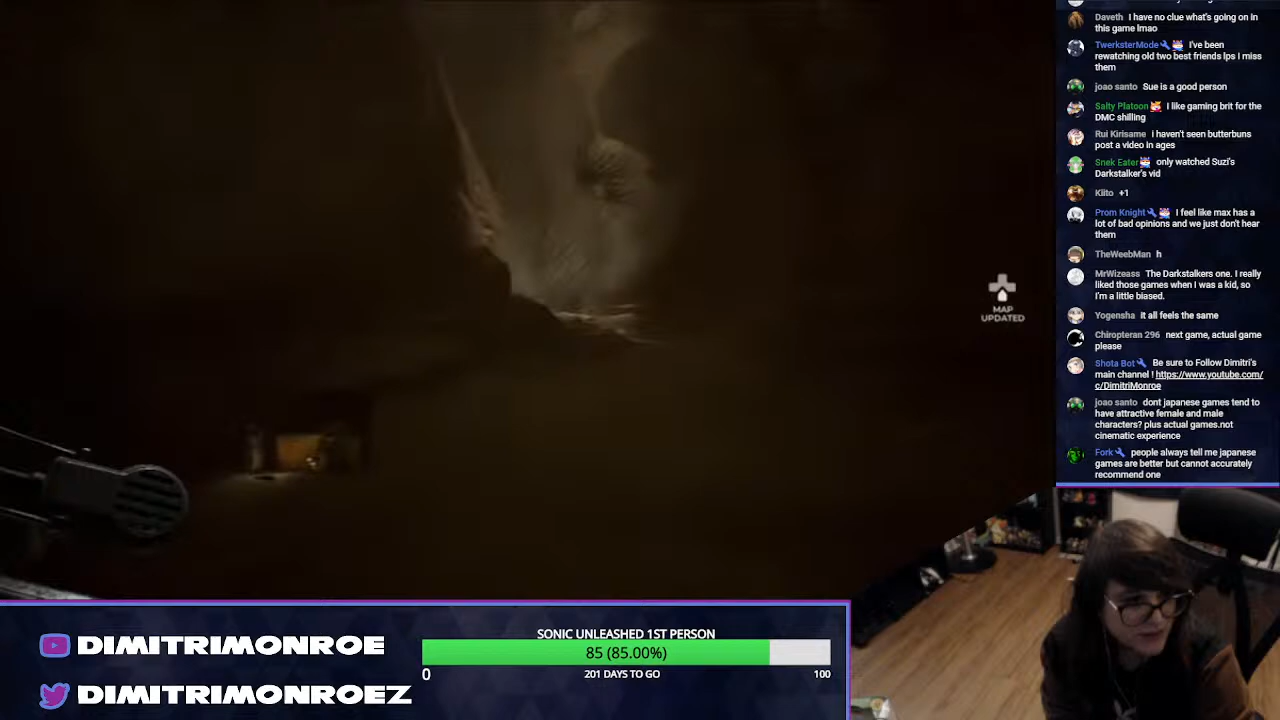 Daveth I have no clue what's going on in
this game lmao
TwerksterMode I've been
rewatching old two best friends lps I miss
them
joao santo Sue is a good person
Salty Platoon I like gaming brit for the
DMC shilling
Rui Kirisame I haven't seen butterbuns
post a video in ages
Snek Eater only watched Suzi's
Darkstalker's vid
Kiito +1
Prom Knight I feel like max has a
lot of bad opinions and we just don't hear
them
TheWeebMan h
MrWizeass The Darkstalkers one. I really
liked those games when I was a kid, so
I'm a little biased.
Yogensha it all feels the same
Chiropteran 296 next game, actual game
please
Shota Bot Be sure to Follow Dimitri's
main channel ! https://www.youtube.com/
c/DimitriMonroe
joao santo dont japanese games tend to
have attractive female and male
characters? plus actual games.not
cinematic experience
Fork people always tell me japanese
games are better but cannot accurately
recommend one
MAP
UPDATED
DIMITRIMONROE
DIMITRIMONROEZ
SONIC UNLEASHED 1ST PERSON
85 (85.00%)
0 201 DAYS TO GO 100